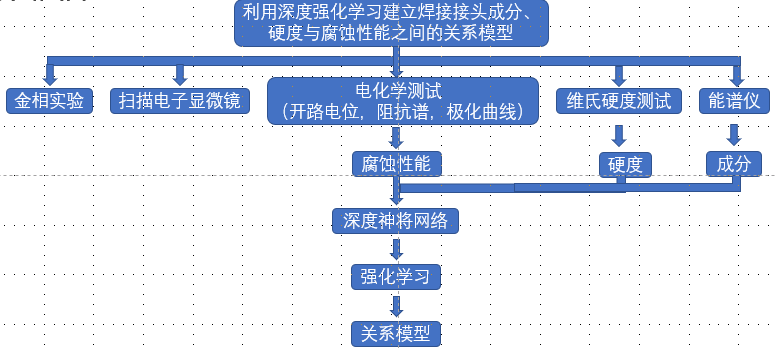 利用深度强化学习建立焊接接头成分、
硬度与腐蚀性能之间的关系模型
金相实验
扫描电子显微镜
电化学测试
（开路电位，阻抗谱，极化曲线）
维氏硬度测试
能谱仪
腐蚀性能
硬度
成分
深度神将网络
强化学习
关系模型